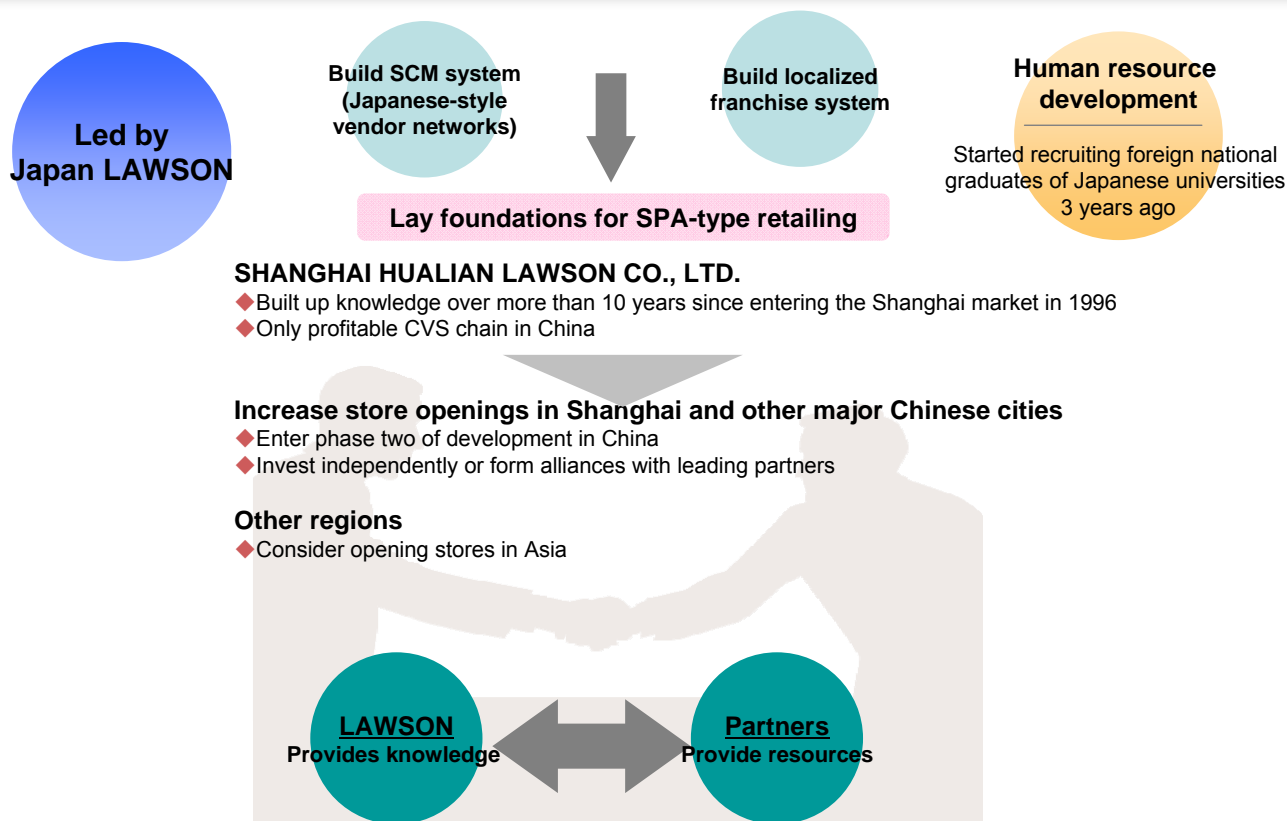 Led by
Japan LAWSON
Build SCM system
(Japanese-style
vendor networks)
Build localized
franchise system
Human resource
development
Started recruiting foreign national
graduates of Japanese universities
3 years ago
Lay foundations for SPA-type retailing
SHANGHAI HUALIAN LAWSON CO., LTD.
◆Built up knowledge over more than 10 years since entering the Shanghai market in 1996
◆Only profitable CVS chain in China
Increase store openings in Shanghai and other major Chinese cities
◆Enter phase two of development in China
◆Invest independently or form alliances with leading partners
Other regions
◆Consider opening stores in Asia
LAWSON
Provides knowledge
Partners
Provide resources